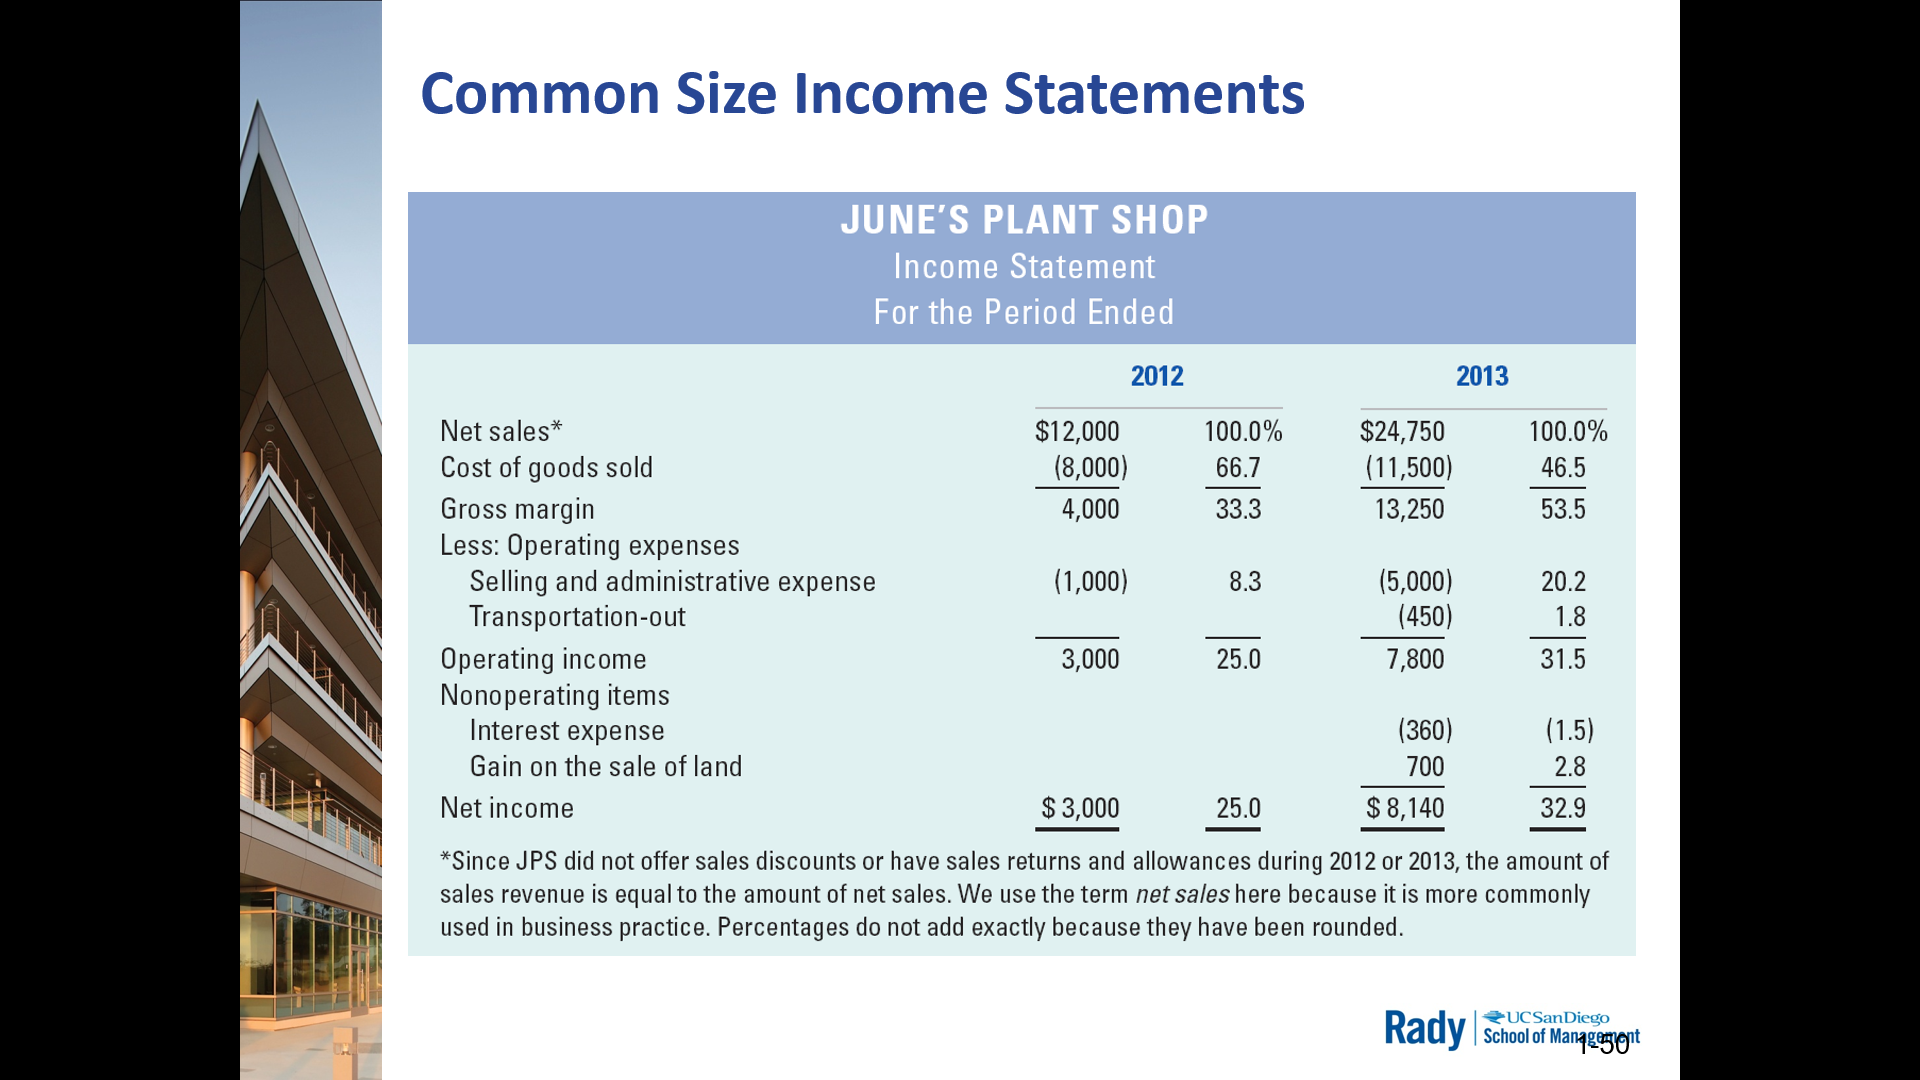 Common Size Income Statements
JUNE’S PLANT SHOP
Income Statement
For the Period Ended
2012 2013
Net sales* $12,000 100.0% $24,750 100.0%
Cost of goods sold (8,000) 66.7 (11,500) 46.5
Gross margin 4,000 33.3 13,250 53.5
Less: Operating expenses
Selling and administrative expense (1,000) 8.3 (5,000) 20.2
Transportation-out (450) 1.8
Operating income 3,000 25.0 7,800 31.5
Nonoperating items
Interest expense (360) (1.5)
Gain on the sale of land 700 2.8
Net income $ 3,000 25.0 $ 8,140 32.9
*Since JPS did not offer sales discounts or have sales returns and allowances during 2012 or 2013, the amount of
sales revenue is equal to the amount of net sales. We use the term net sales here because it is more commonly
used in business practice. Percentages do not add exactly because they have been rounded.
Rady UC San Diego
School of Management
1-50